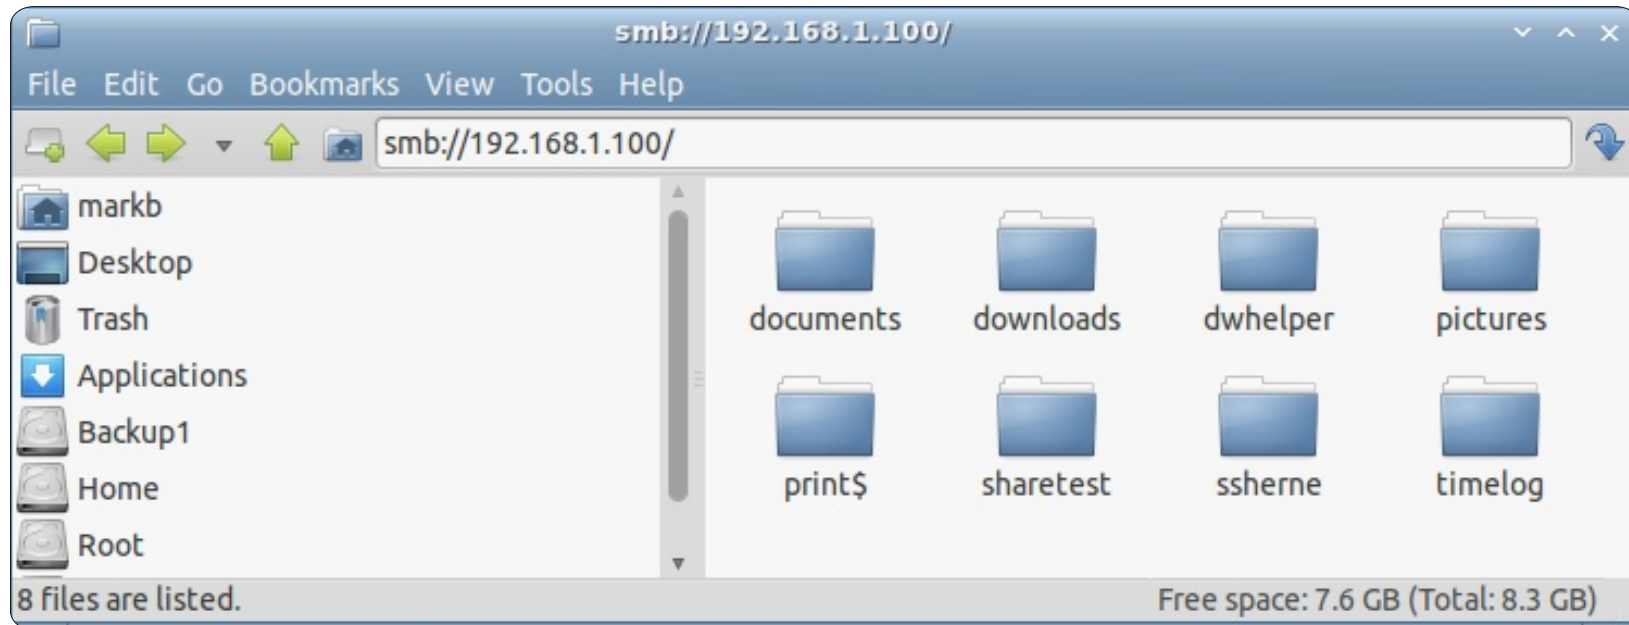 smb://192.168.1.100/
File Edit Go Bookmarks View Tools Help
smb://192.168.1.100/
markb
Desktop
Trash
Applications
Backup1
Home
Root
documents downloads dwhelper pictures
print$ sharetest ssherne timelog
8 files are listed. Free space: 7.6 GB (Total: 8.3 GB)